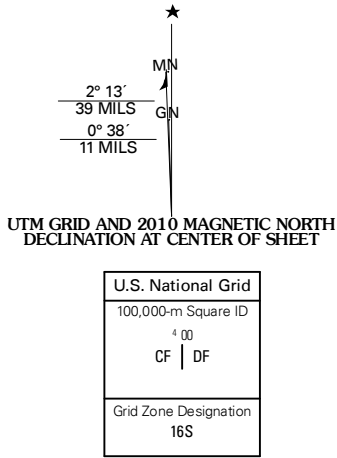 MN
2° 13´
39 MILS
GN
0° 38´
11 MILS
UTM GRID AND 2010 MAGNETIC NORTH
DECLINATION AT CENTER OF SHEET
U.S. National Grid
100,000-m Square ID
4 00
CF DF
Grid Zone Designation
16S